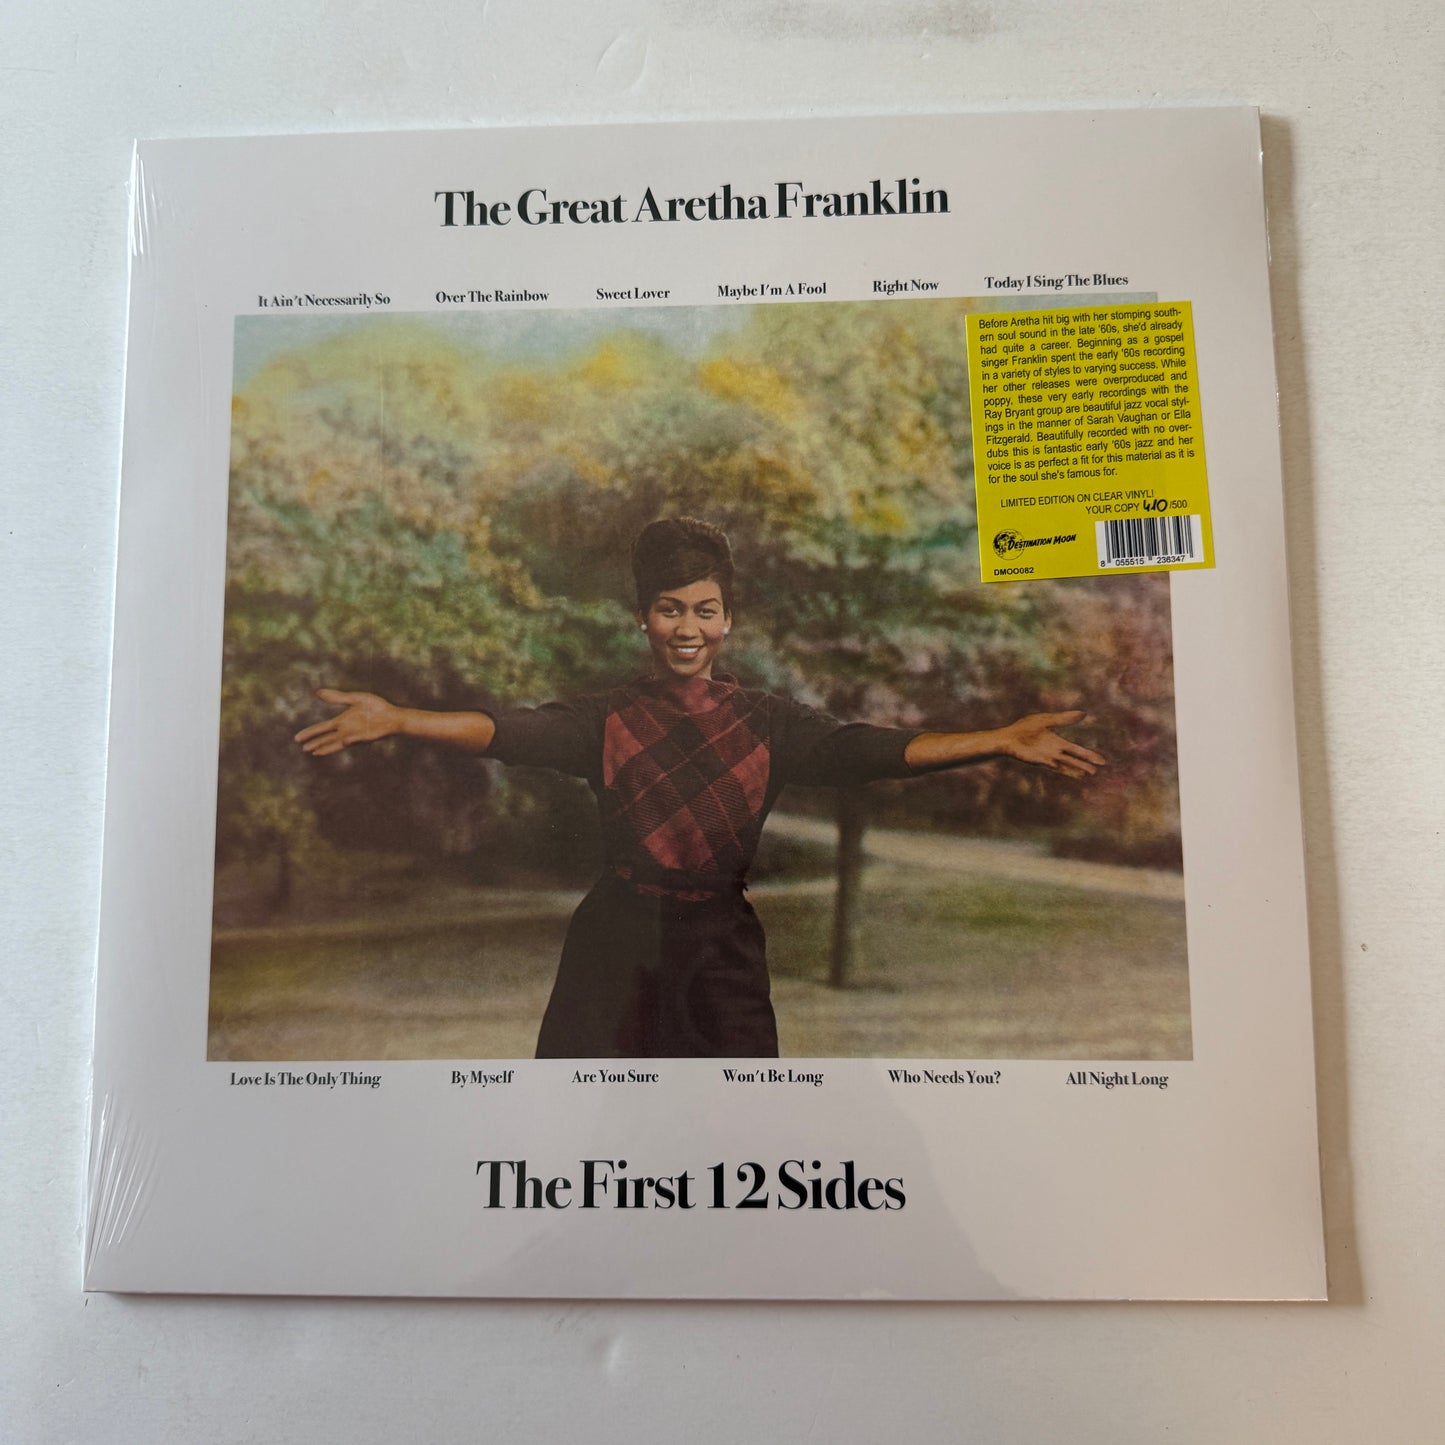 The Great Aretha Franklin
It Ain't Necessarily So Over The Rainbow Sweet Lover Maybe I'm A Fool Right Now Today I Sing The Blues
Before Aretha hit big with her stomping south-
ern soul sound in the late '60s, she'd already
had quite a career. Beginning as a gospel
singer Franklin spent the early '60s recording
in a variety of styles to varying success. While
her other releases were overproduced and
poppy, these very early recordings with the
Ray Bryant group are beautiful jazz vocal styl-
ings in the manner of Sarah Vaughan or Ella
Fitzgerald. Beautifully recorded with no over-
dubs this is fantastic early '60s jazz and her
voice is as perfect a fit for this material as it is
for the soul she's famous for.
LIMITED EDITION ON CLEAR VINYL!
YOUR COPY 410 /500
DESTINATION MOON
DMOO082
8 055515 236347
Love Is The Only Thing By Myself Are You Sure Won't Be Long Who Needs You? All Night Long
The First 12 Sides